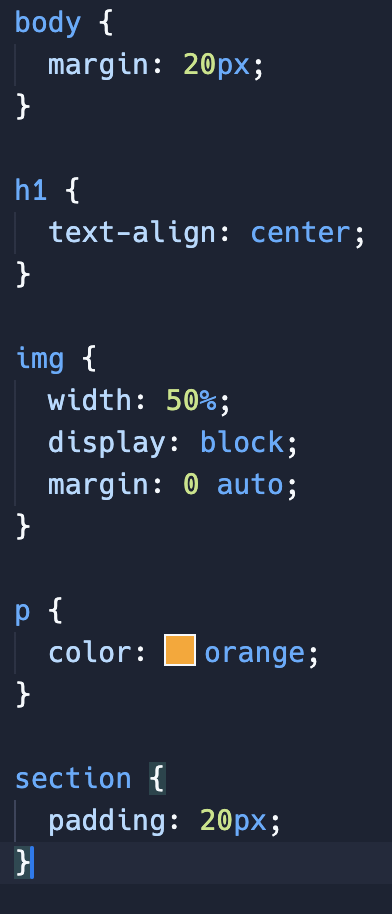 body {
  margin: 20px;
}

h1 {
  text-align: center;
}

img {
  width: 50%;
  display: block;
  margin: 0 auto;
}

p {
  color: orange;
}

section {
  padding: 20px;
}